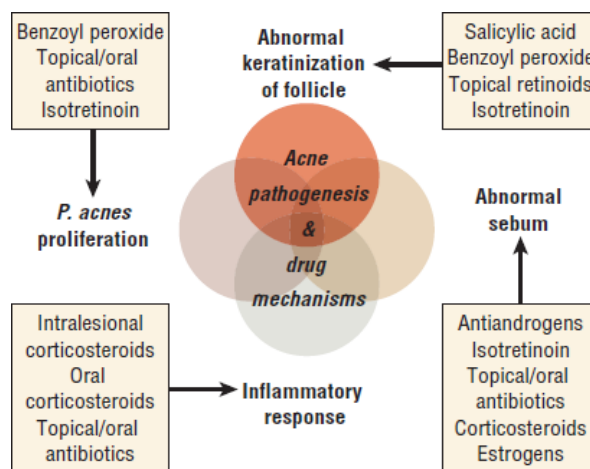 Benzoyl peroxide
Topical/oral
antibiotics
Isotretinoin
Abnormal
keratinization
of follicle
Salicylic acid
Benzoyl peroxide
Topical retinoids
Isotretinoin
Acne
pathogenesis
&
drug
mechanisms
P. acnes
proliferation
Abnormal
sebum
Intralesional
corticosteroids
Oral
corticosteroids
Topical/oral
antibiotics
Inflammatory
response
Antiandrogens
Isotretinoin
Topical/oral
antibiotics
Corticosteroids
Estrogens